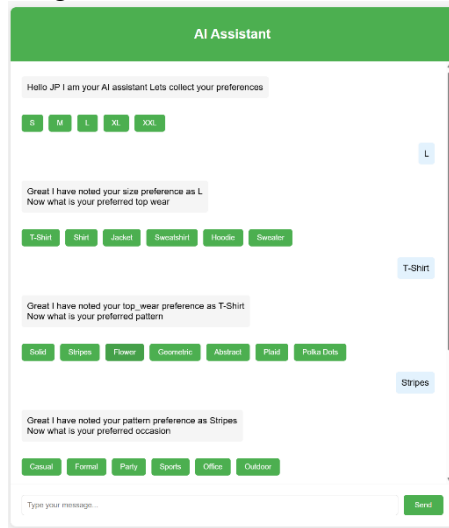 AI Assistant
Hello JP I am your AI assistant Lets collect your preferences
S M L XL XXL
L
Great I have noted your size preference as L
Now what is your preferred top wear
T-Shirt Shirt Jacket Sweatshirt Hoodie Sweater
T-Shirt
Great I have noted your top_wear preference as T-Shirt
Now what is your preferred pattern
Solid Stripes Flower Geometric Abstract Plaid Polka Dots
Stripes
Great I have noted your pattern preference as Stripes
Now what is your preferred occasion
Casual Formal Party Sports Office Outdoor
Type your message...
Send